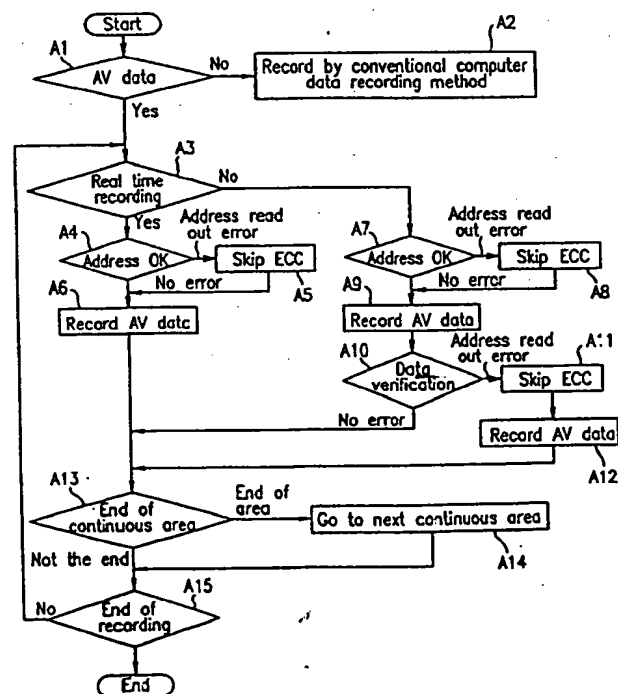 Start
A1
AV data
No
A2
Record by conventional computer
data recording method
Yes
A3
Real time
recording
No
Yes
A4
Address OK
Address read
out error
Skip ECC
A5
No error
A6
Record AV datc
A7
Address OK
Address read
out error
Skip ECC
A8
No error
A9
Record AV data
A10
Data
verification
Address read
out error
A11
Skip ECC
No error
Record AV data
A12
A13
End of
continuous area
End of
area
Go to next continuous area
A14
Not the end
A15
End of
recording
No
End